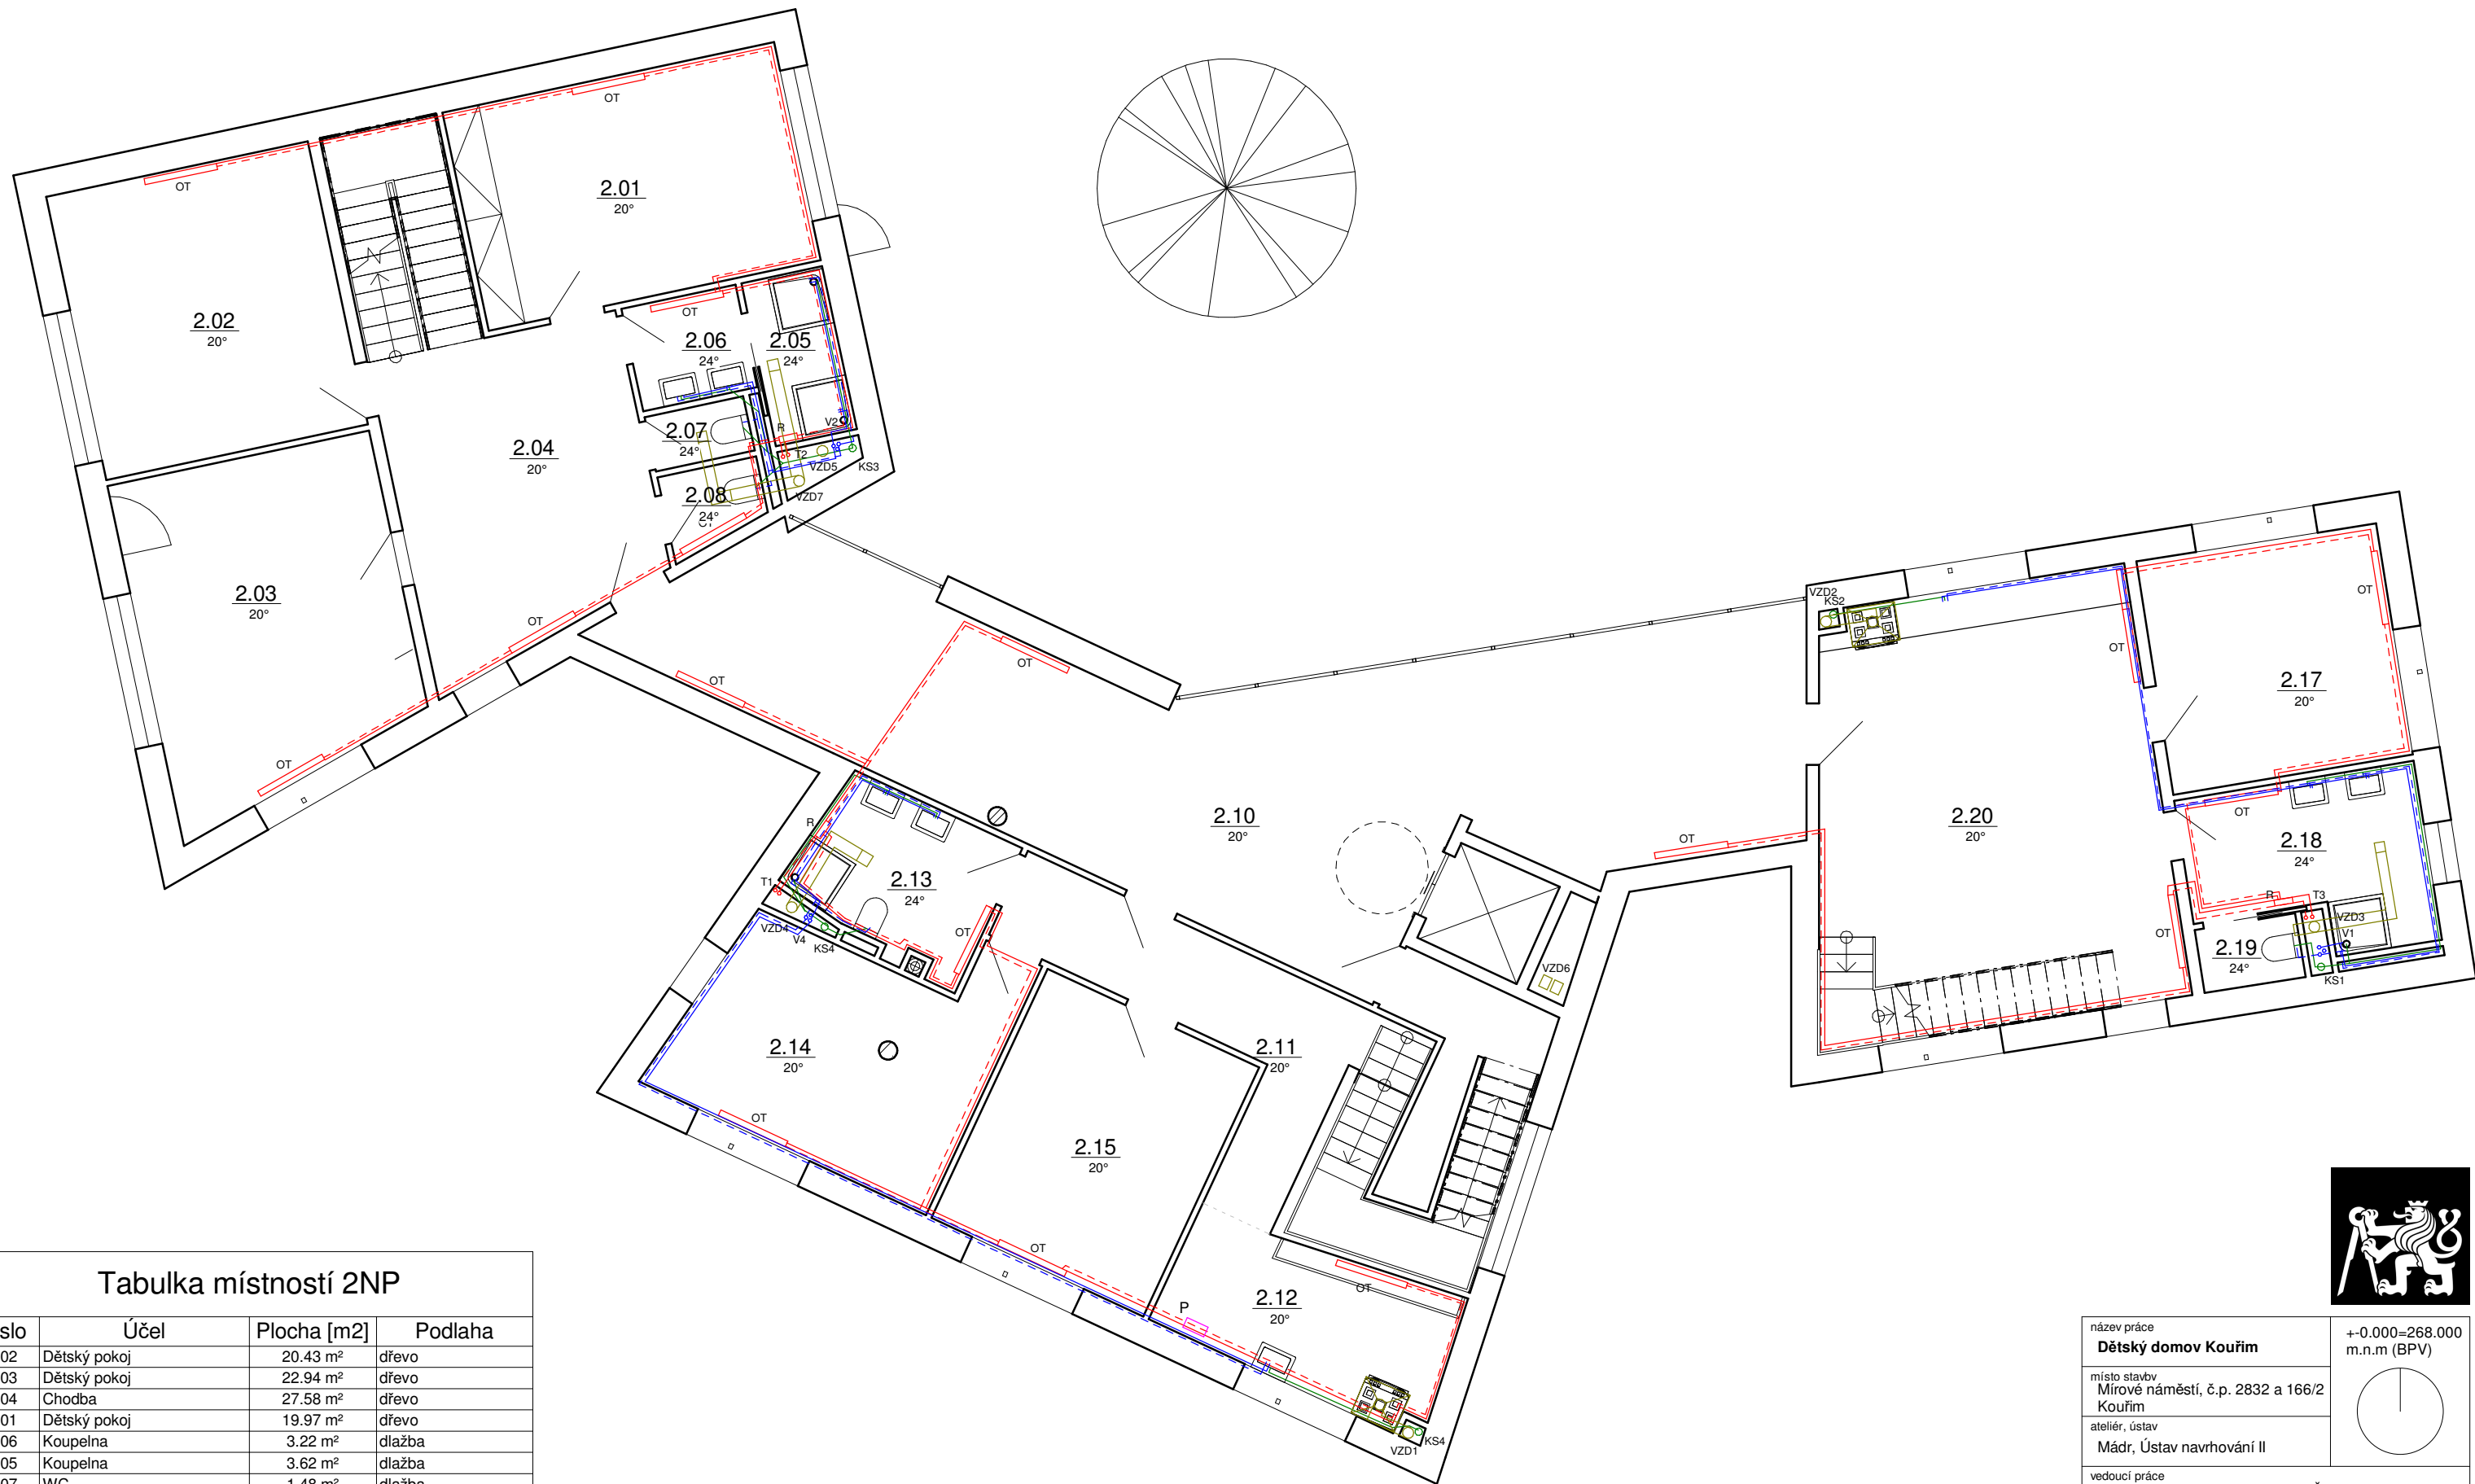 OT
OT
2.01
20°
2.02
20°
OT
2.06
24°
2.05
24°
V2
R
2.07
24°
2.04
20°
T2
VZD5
KS3
2.08
24°
VZD7
2.03
20°
OT
OT
OT
OT
VZD2
KS2
OT
OT
2.17
20°
2.10
20°
OT
2.20
20°
OT
2.18
24°
R
T1
2.13
24°
OT
VZD4
V4
KS4
R
T3
VZD3
V1
OT
2.19
24°
KS1
VZD6
2.14
20°
2.11
20°
OT
2.15
20°
OT
OT
2.12
20°
P
VZD1
KS4
Tabulka místností 2NP
slo Účel Plocha [m2] Podlaha
02 Dětský pokoj 20.43 m² dřevo
03 Dětský pokoj 22.94 m² dřevo
04 Chodba 27.58 m² dřevo
01 Dětský pokoj 19.97 m² dřevo
06 Koupelna 3.22 m² dlažba
05 Koupelna 3.62 m² dlažba
07 WC 1.48 m² dlažba
název práce
Dětský domov Kouřim
+-0.000=268.000
m.n.m (BPV)
místo stavby
Mírové náměstí, č.p. 2832 a 166/2
Kouřim
ateliér, ústav
Mádr, Ústav navrhování II
vedoucí práce